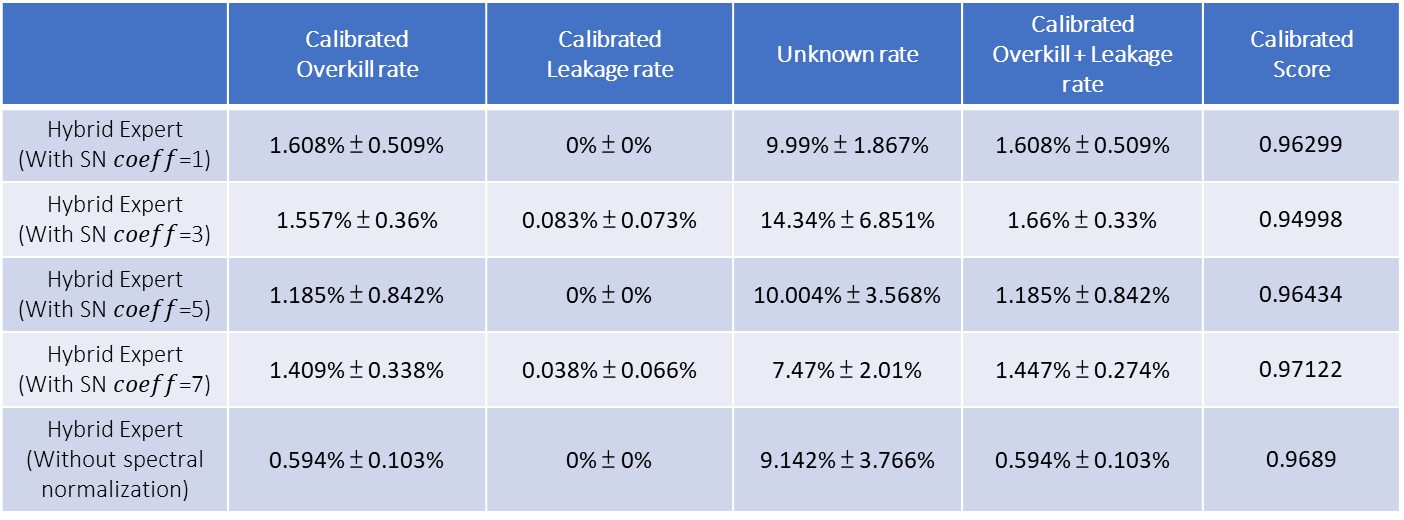 Calibrated
Overkill rate
Calibrated
Leakage rate
Unknown rate
Calibrated
Overkill + Leakage
rate
Calibrated
Score
Hybrid Expert
(With SN coeff=1)
1.608% ± 0.509%
0% ± 0%
9.99% ± 1.867%
1.608% ± 0.509%
0.96299
Hybrid Expert
(With SN coeff=3)
1.557% ± 0.36%
0.083% ± 0.073%
14.34% ± 6.851%
1.66% ± 0.33%
0.94998
Hybrid Expert
(With SN coeff=5)
1.185% ± 0.842%
0% ± 0%
10.004% ± 3.568%
1.185% ± 0.842%
0.96434
Hybrid Expert
(With SN coeff=7)
1.409% ± 0.338%
0.038% ± 0.066%
7.47% ± 2.01%
1.447% ± 0.274%
0.97122
Hybrid Expert
(Without spectral
normalization)
0.594% ± 0.103%
0% ± 0%
9.142% ± 3.766%
0.594% ± 0.103%
0.9689